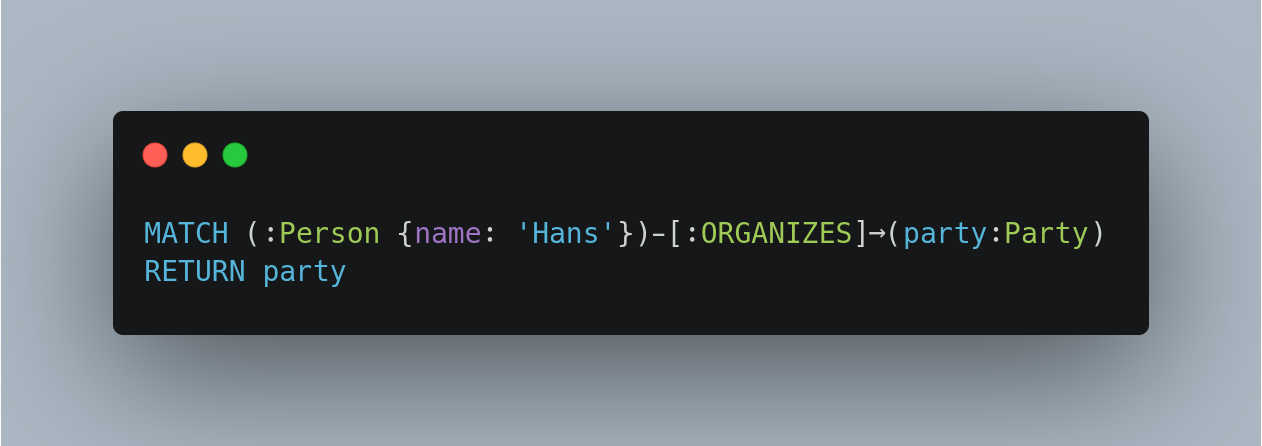 MATCH (:Person {name: 'Hans'})-[:ORGANIZES]→(party:Party)
RETURN party